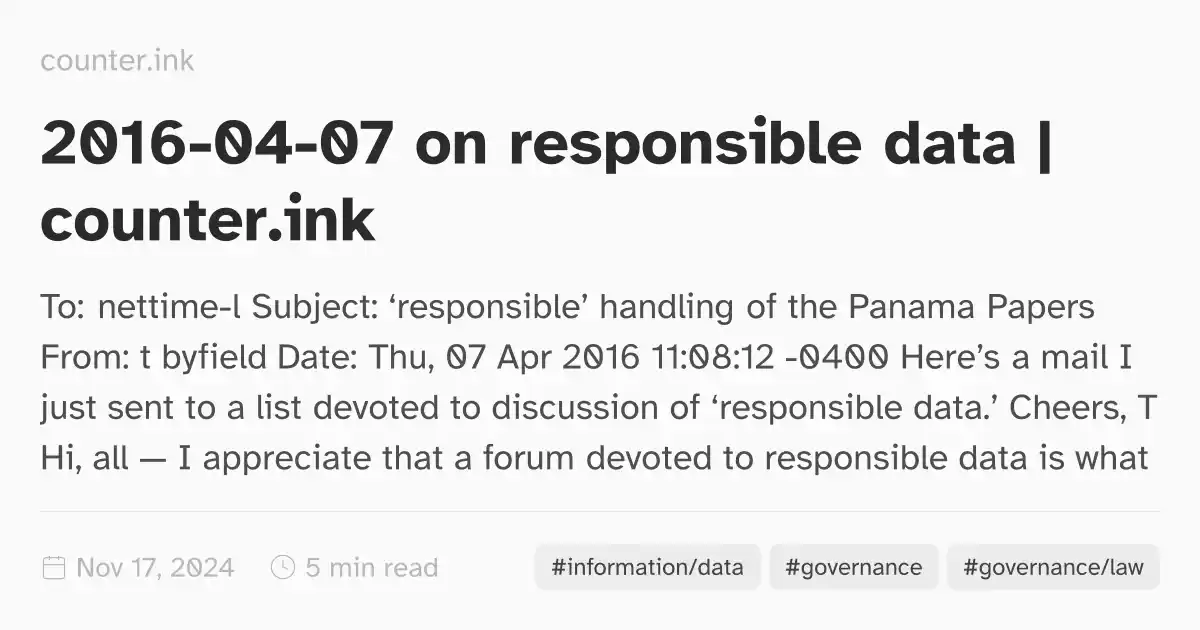 counter.ink
2016-04-07 on responsible data |
counter.ink
To: nettime-l Subject: ‘responsible’ handling of the Panama Papers
From: t byfield Date: Thu, 07 Apr 2016 11:08:12 -0400 Here’s a mail I
just sent to a list devoted to discussion of ‘responsible data.’ Cheers, T
Hi, all — I appreciate that a forum devoted to responsible data is what
Nov 17, 2024 5 min read #information/data #governance #governance/law